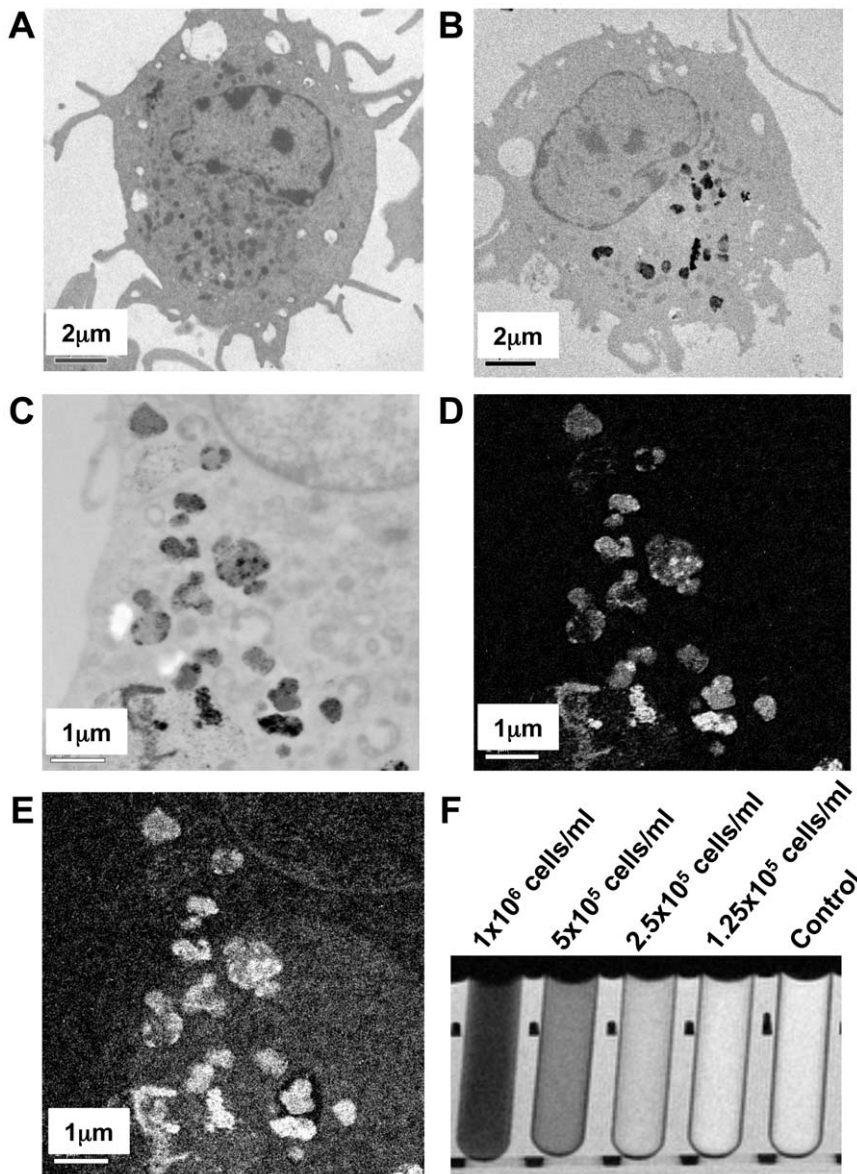 A
B
2μm
2μm
C
D
1μm
1μm
E
F
1x10⁶ cells/ml
5x10⁵ cells/ml
2.5x10⁵ cells/ml
1.25x10⁵ cells/ml
Control
1μm